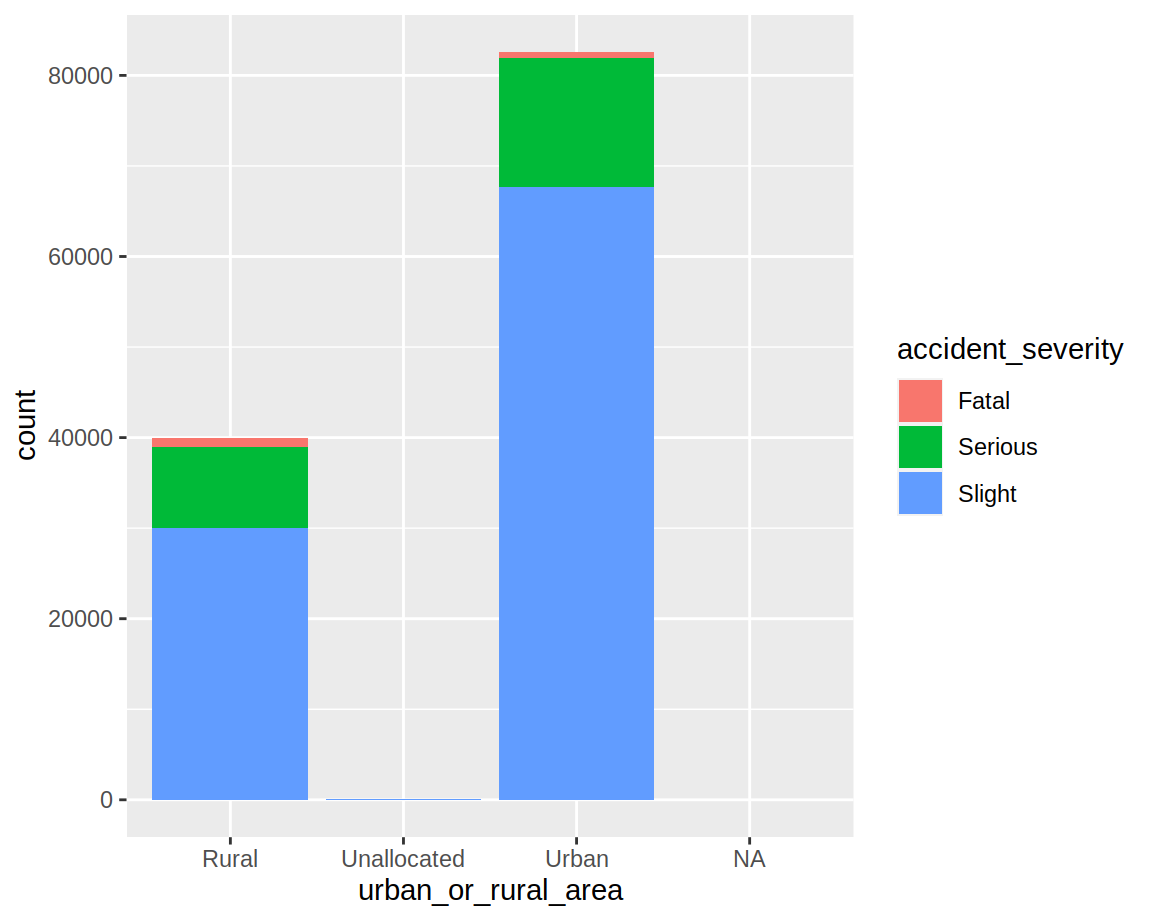 80000
60000
40000
20000
0
count
Rural Unallocated Urban NA
urban_or_rural_area
accident_severity
Fatal
Serious
Slight